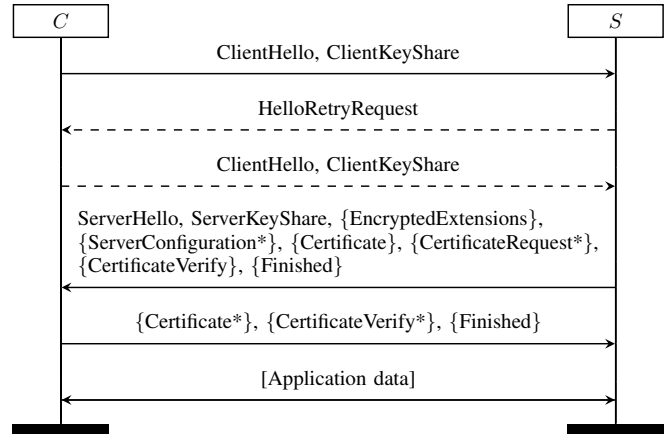 C S
ClientHello, ClientKeyShare
HelloRetryRequest
ClientHello, ClientKeyShare
ServerHello, ServerKeyShare, {EncryptedExtensions},
{ServerConfiguration*}, {Certificate}, {CertificateRequest*},
{CertificateVerify}, {Finished}
{Certificate*}, {CertificateVerify*}, {Finished}
[Application data]